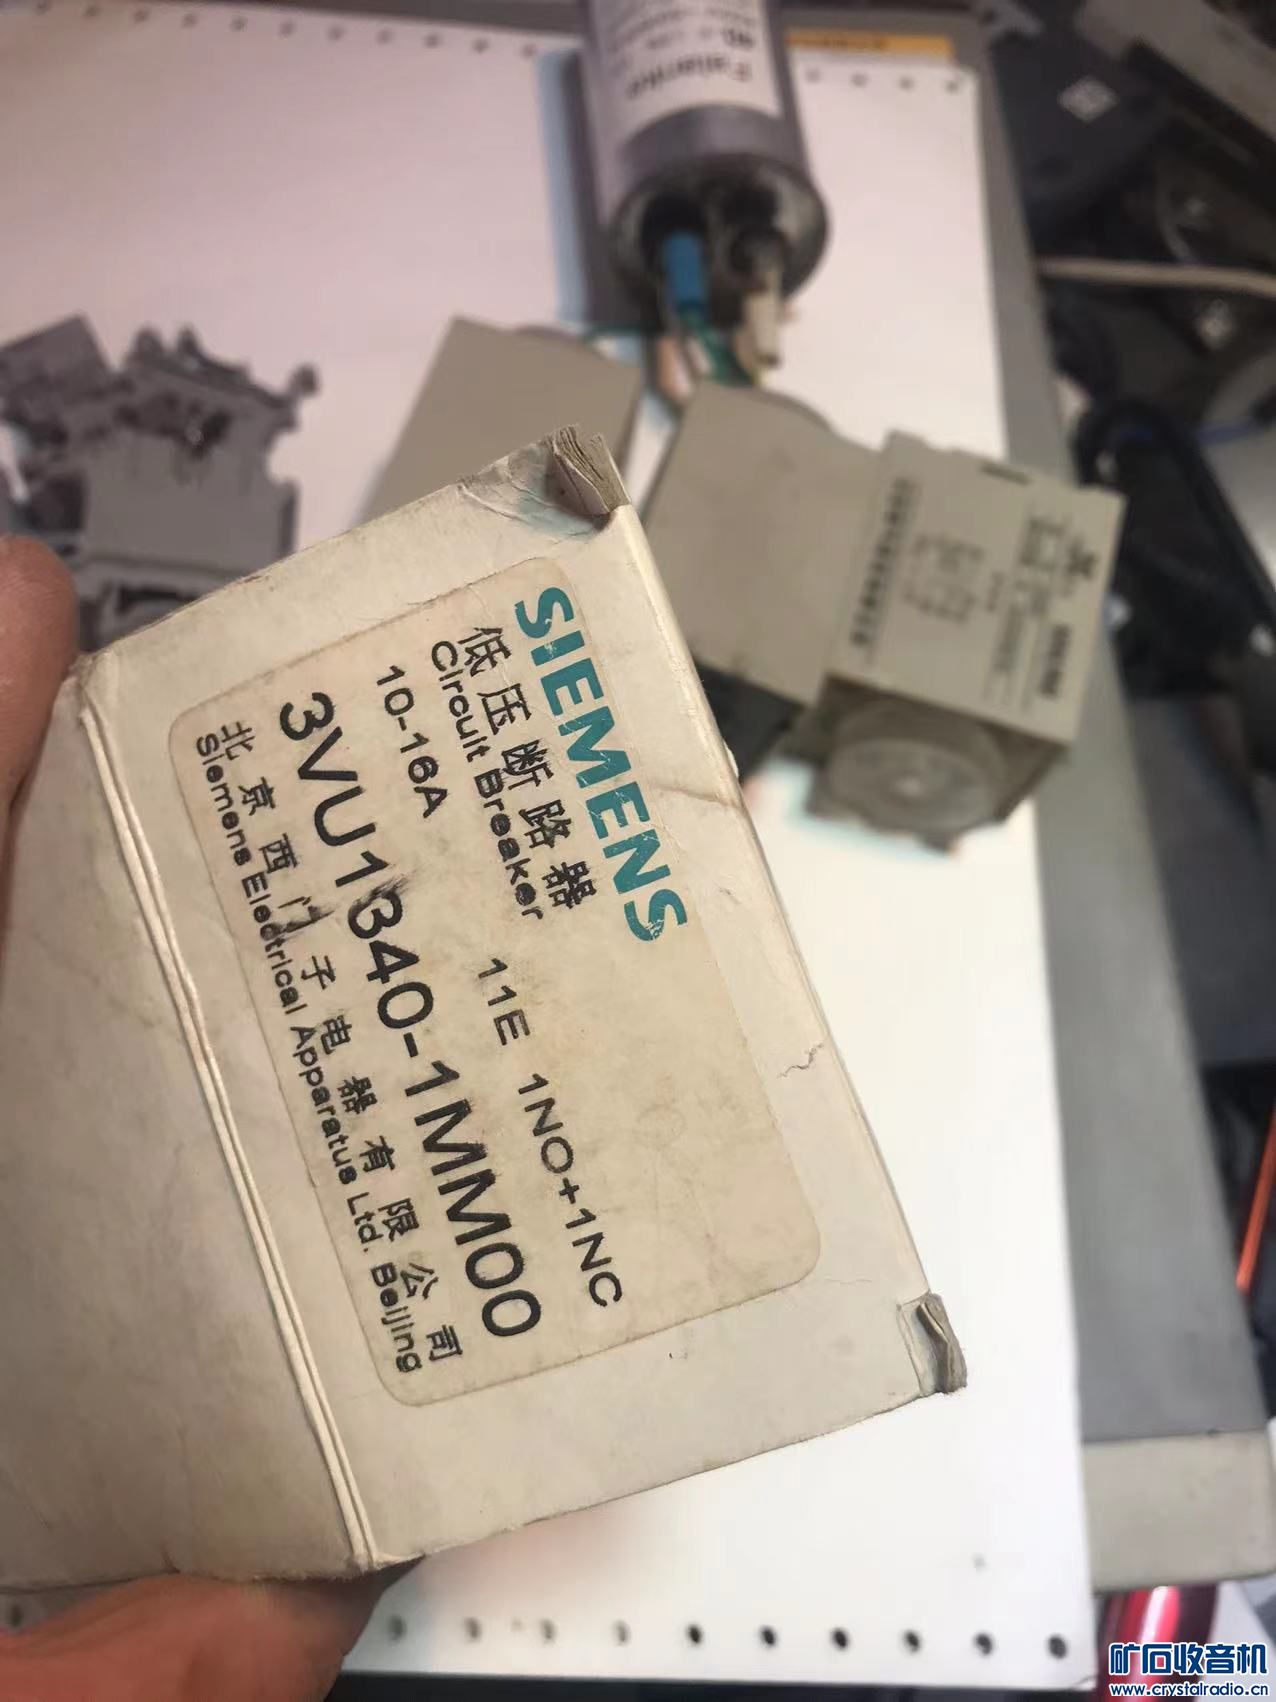 SIEMENS
低压断路器
Circuit Breaker
10-16A 11E 1NO+1NC
3VU1340-1MM00
北京西门子电器有限公司
Siemens Electrical Apparatus Ltd. Beijing
矿石收音机
www.crystalradio.cn